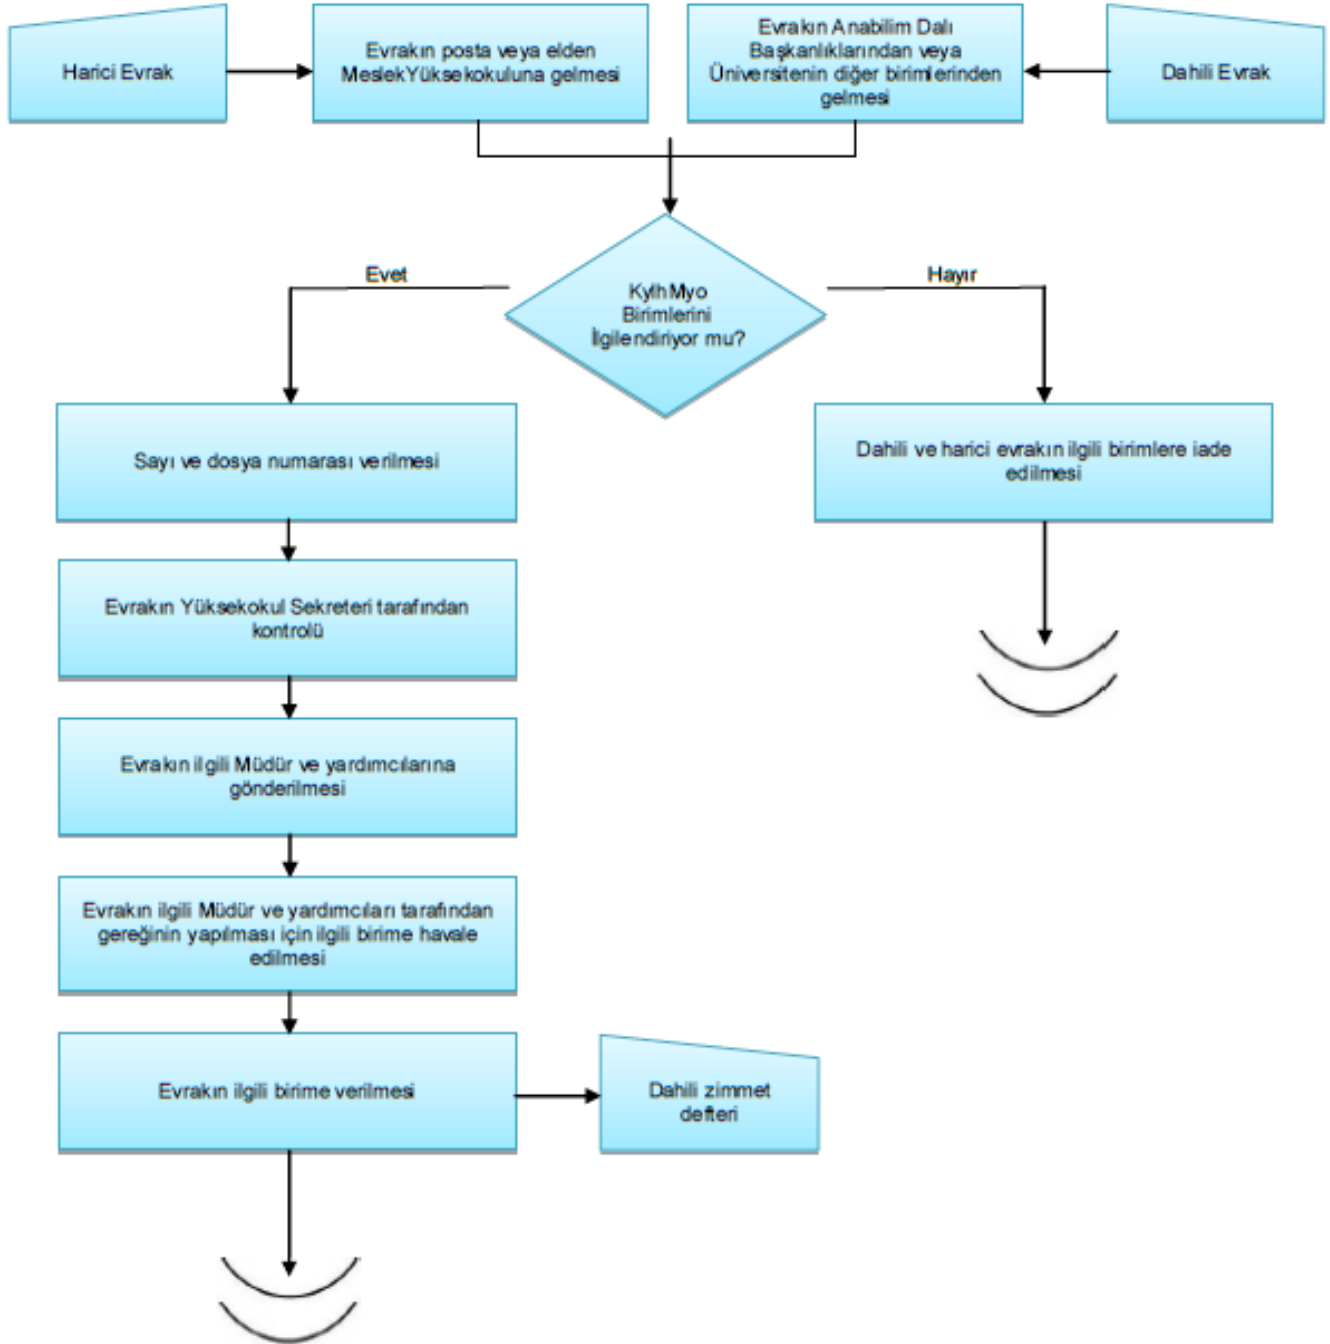 Harici Evrak
Evrakın posta veya elden
MeslekYüksekokuluna gelmesi
Evrakın Anabilim Dalı
Başkanlıklarından veya
Üniversitenin diğer birimlerinden
gelmesi
Dahili Evrak
Evet
Hayır
KylhMyo
Birimlerini
İlgilendiriyor mu?
Sayı ve dosya numarası verilmesi
Dahili ve harici evrakın ilgili birimlere iade
edilmesi
Evrakın Yüksekokul Sekreteri tarafından
kontrolü
Evrakın ilgili Müdür ve yardımcılarına
gönderilmesi
Evrakın ilgili Müdür ve yardımcıları tarafından
gereğinin yapılması için ilgili birime havale
edilmesi
Evrakın ilgili birime verilmesi
Dahili zimmet
defteri